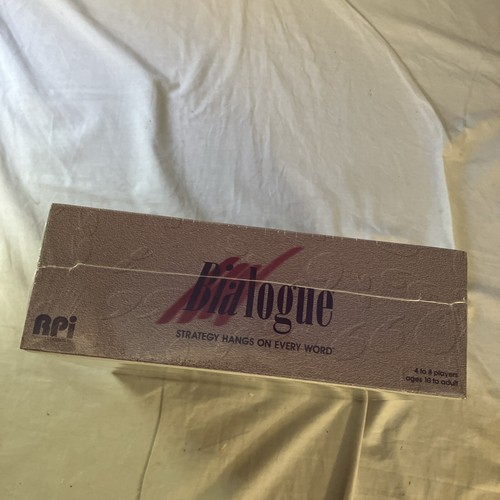 Bialogue
STRATEGY HANGS ON EVERY WORD
RPi
4 to 8 players
ages 10 to adult